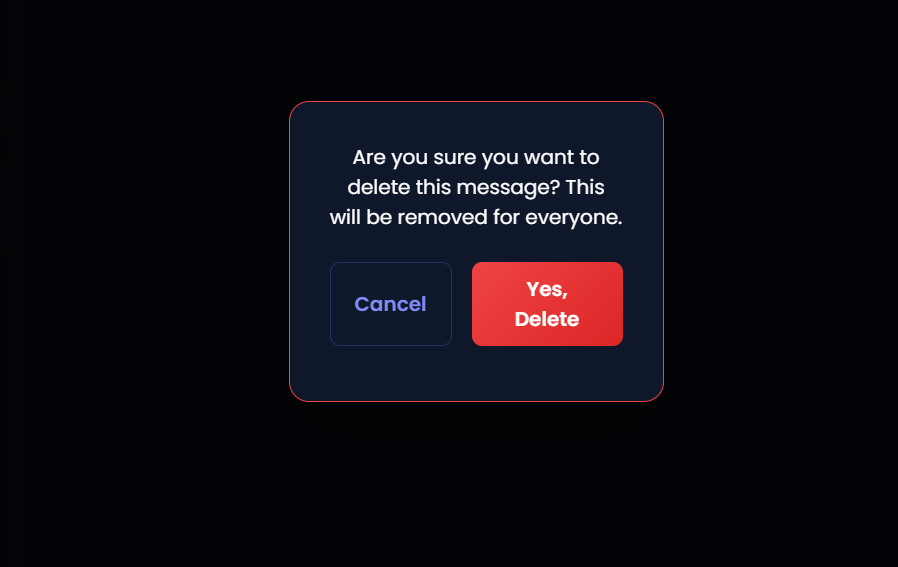 Are you sure you want to
delete this message? This
will be removed for everyone.
Cancel
Yes,
Delete